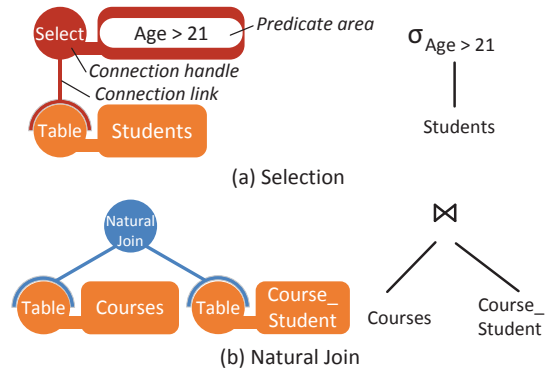 Select
Age > 21
Predicate area
Connection handle
Connection link
Table
Students
σ Age > 21
Students
(a) Selection
Natural
Join
Table
Courses
Table
Course_
Student
⋈
Courses
Course_
Student
(b) Natural Join